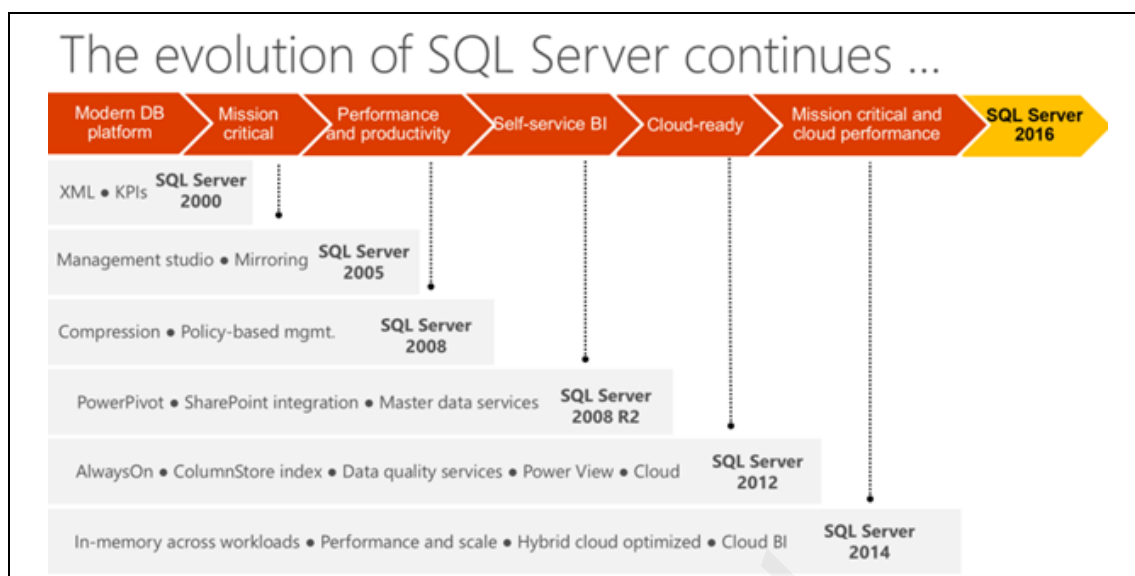 The evolution of SQL Server continues ...
Modern DB
platform
Mission
critical
Performance
and productivity
Self-service BI
Cloud-ready
Mission critical and
cloud performance
SQL Server
2016
XML ● KPIs
SQL Server
2000
Management studio ● Mirroring
SQL Server
2005
Compression ● Policy-based mgmt.
SQL Server
2008
PowerPivot ● SharePoint integration ● Master data services
SQL Server
2008 R2
AlwaysOn ● ColumnStore index ● Data quality services ● Power View ● Cloud
SQL Server
2012
In-memory across workloads ● Performance and scale ● Hybrid cloud optimized ● Cloud BI
SQL Server
2014